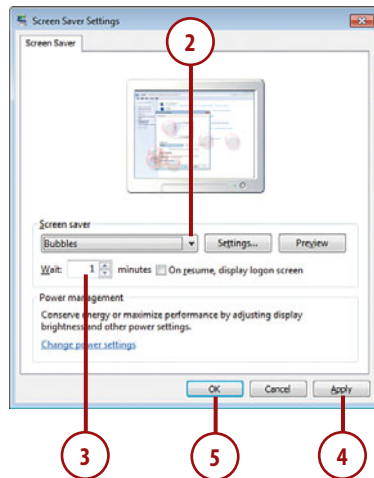 Screen Saver Settings
Screen Saver
2
Screen saver
Bubbles
Settings...
Preview
Wait: 1 minutes On resume, display logon screen
Power management
Conserve energy or maximize performance by adjusting display
brightness and other power settings.
Change power settings
OK
Cancel
Apply
3
5
4